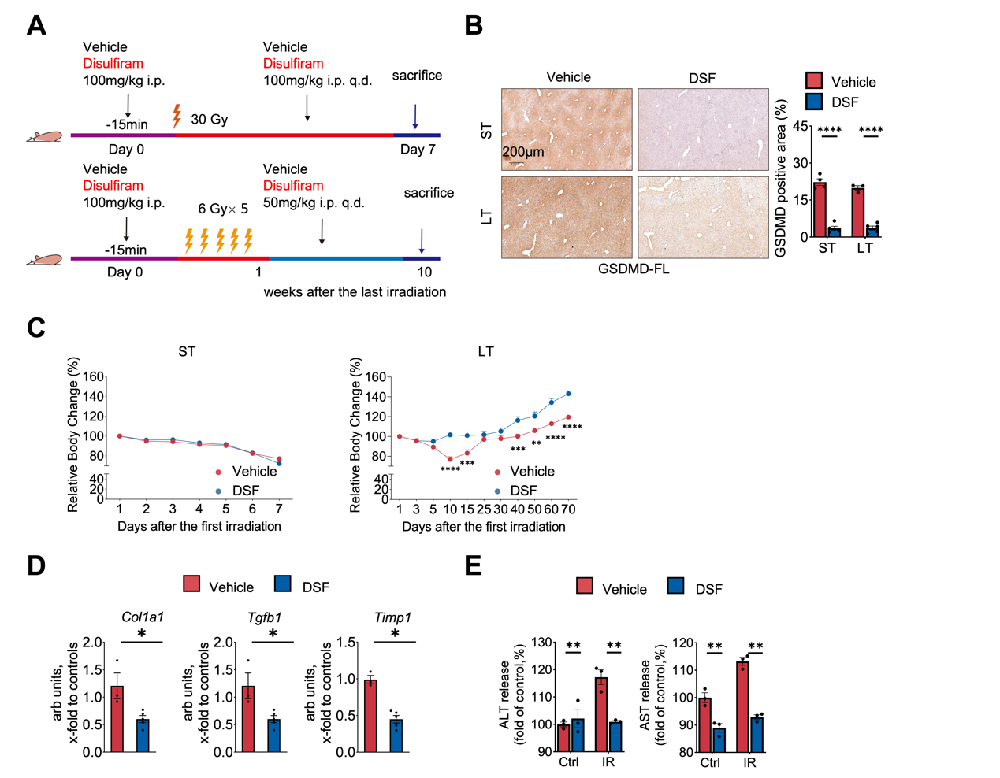 A
Vehicle
Disulfiram
100mg/kg i.p.
-15min
Day 0
30 Gy
Vehicle
Disulfiram
100mg/kg i.p. q.d.
sacrifice
Day 7
Vehicle
Disulfiram
100mg/kg i.p.
-15min
Day 0
6 Gy× 5
Vehicle
Disulfiram
50mg/kg i.p. q.d.
sacrifice
1
10
weeks after the last irradiation
B
Vehicle
DSF
ST
LT
200μm
GSDMD-FL
Vehicle
DSF
GSDMD positive area (%)
45
30
15
0
****
****
ST
LT
C
ST
Relative Body Change (%)
160
140
120
100
80
40
20
0
Vehicle
DSF
1 2 3 4 5 6 7
Days after the first irradiation
LT
Relative Body Change (%)
160
140
120
100
80
40
20
0
****
***
***
**
****
****
Vehicle
DSF
1 3 5 10 15 25 30 40 50 60 70
Days after the first irradiation
D
Vehicle
DSF
Col1a1
*
arb units,
x-fold to controls
2.0
1.5
1.0
0.5
0.0
Tgfb1
*
arb units,
x-fold to controls
2.0
1.5
1.0
0.5
0.0
Timp1
*
arb units,
x-fold to controls
1.5
1.0
0.5
0.0
E
Vehicle
DSF
ALT release
(fold of control,%)
130
120
110
100
90
**
**
Ctrl
IR
AST release
(fold of control,%)
120
110
100
90
80
**
**
Ctrl
IR